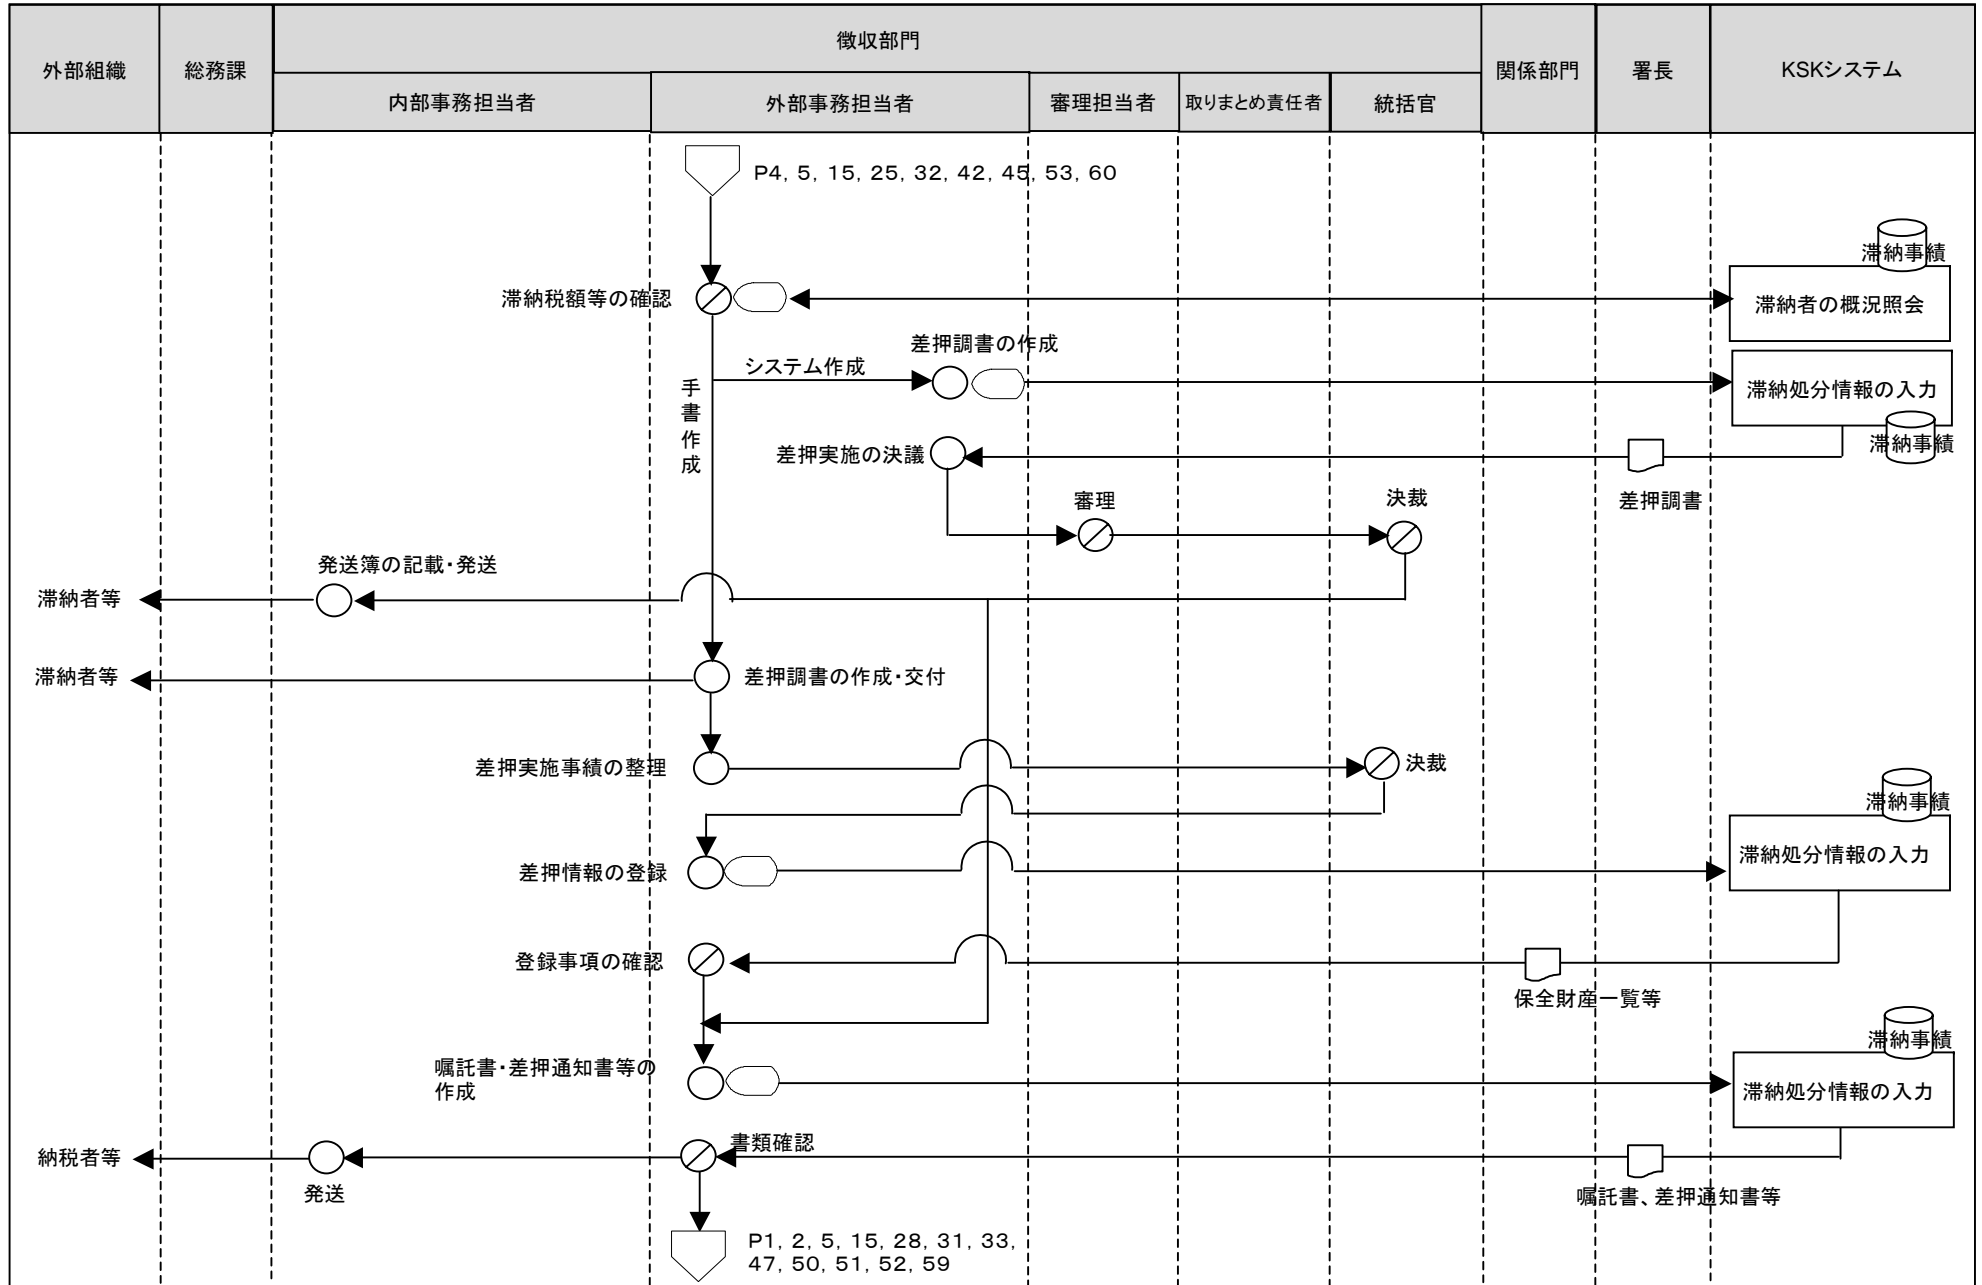 外部組織
総務課
徴収部門
内部事務担当者
外部事務担当者
審理担当者
取りまとめ責任者
統括官
関係部門
署長
KSKシステム
P4, 5, 15, 25, 32, 42, 45, 53, 60
滞納事績
滞納税額等の確認
滞納者の概況照会
差押調書の作成
システム作成
手書作成
滞納処分情報の入力
滞納事績
差押実施の決議
差押調書
審理
決裁
発送簿の記載・発送
滞納者等
滞納者等
差押調書の作成・交付
差押実施事績の整理
決裁
滞納事績
差押情報の登録
滞納処分情報の入力
登録事項の確認
保全財産一覧等
滞納事績
嘱託書・差押通知書等の
作成
滞納処分情報の入力
書類確認
納税者等
発送
嘱託書、差押通知書等
P1, 2, 5, 15, 28, 31, 33,
47, 50, 51, 52, 59